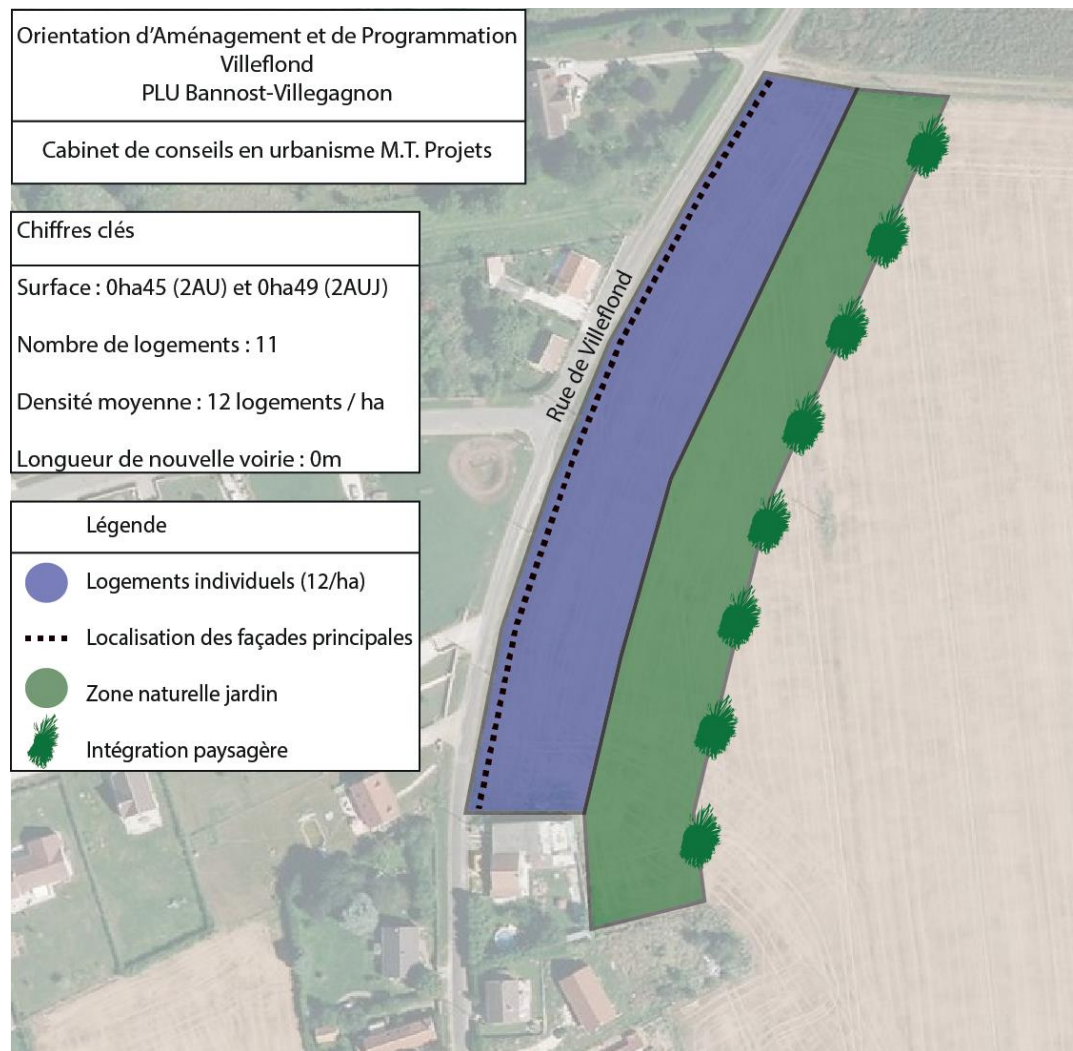 Orientation d’Aménagement et de Programmation
Villeflond
PLU Bannost-Villegagnon
Cabinet de conseils en urbanisme M.T. Projets
Chiffres clés
Surface : 0ha45 (2AU) et 0ha49 (2AUJ)
Nombre de logements : 11
Densité moyenne : 12 logements / ha
Longueur de nouvelle voirie : 0m
Légende
Logements individuels (12/ha)
Localisation des façades principales
Zone naturelle jardin
Intégration paysagère
Rue de Villeflond